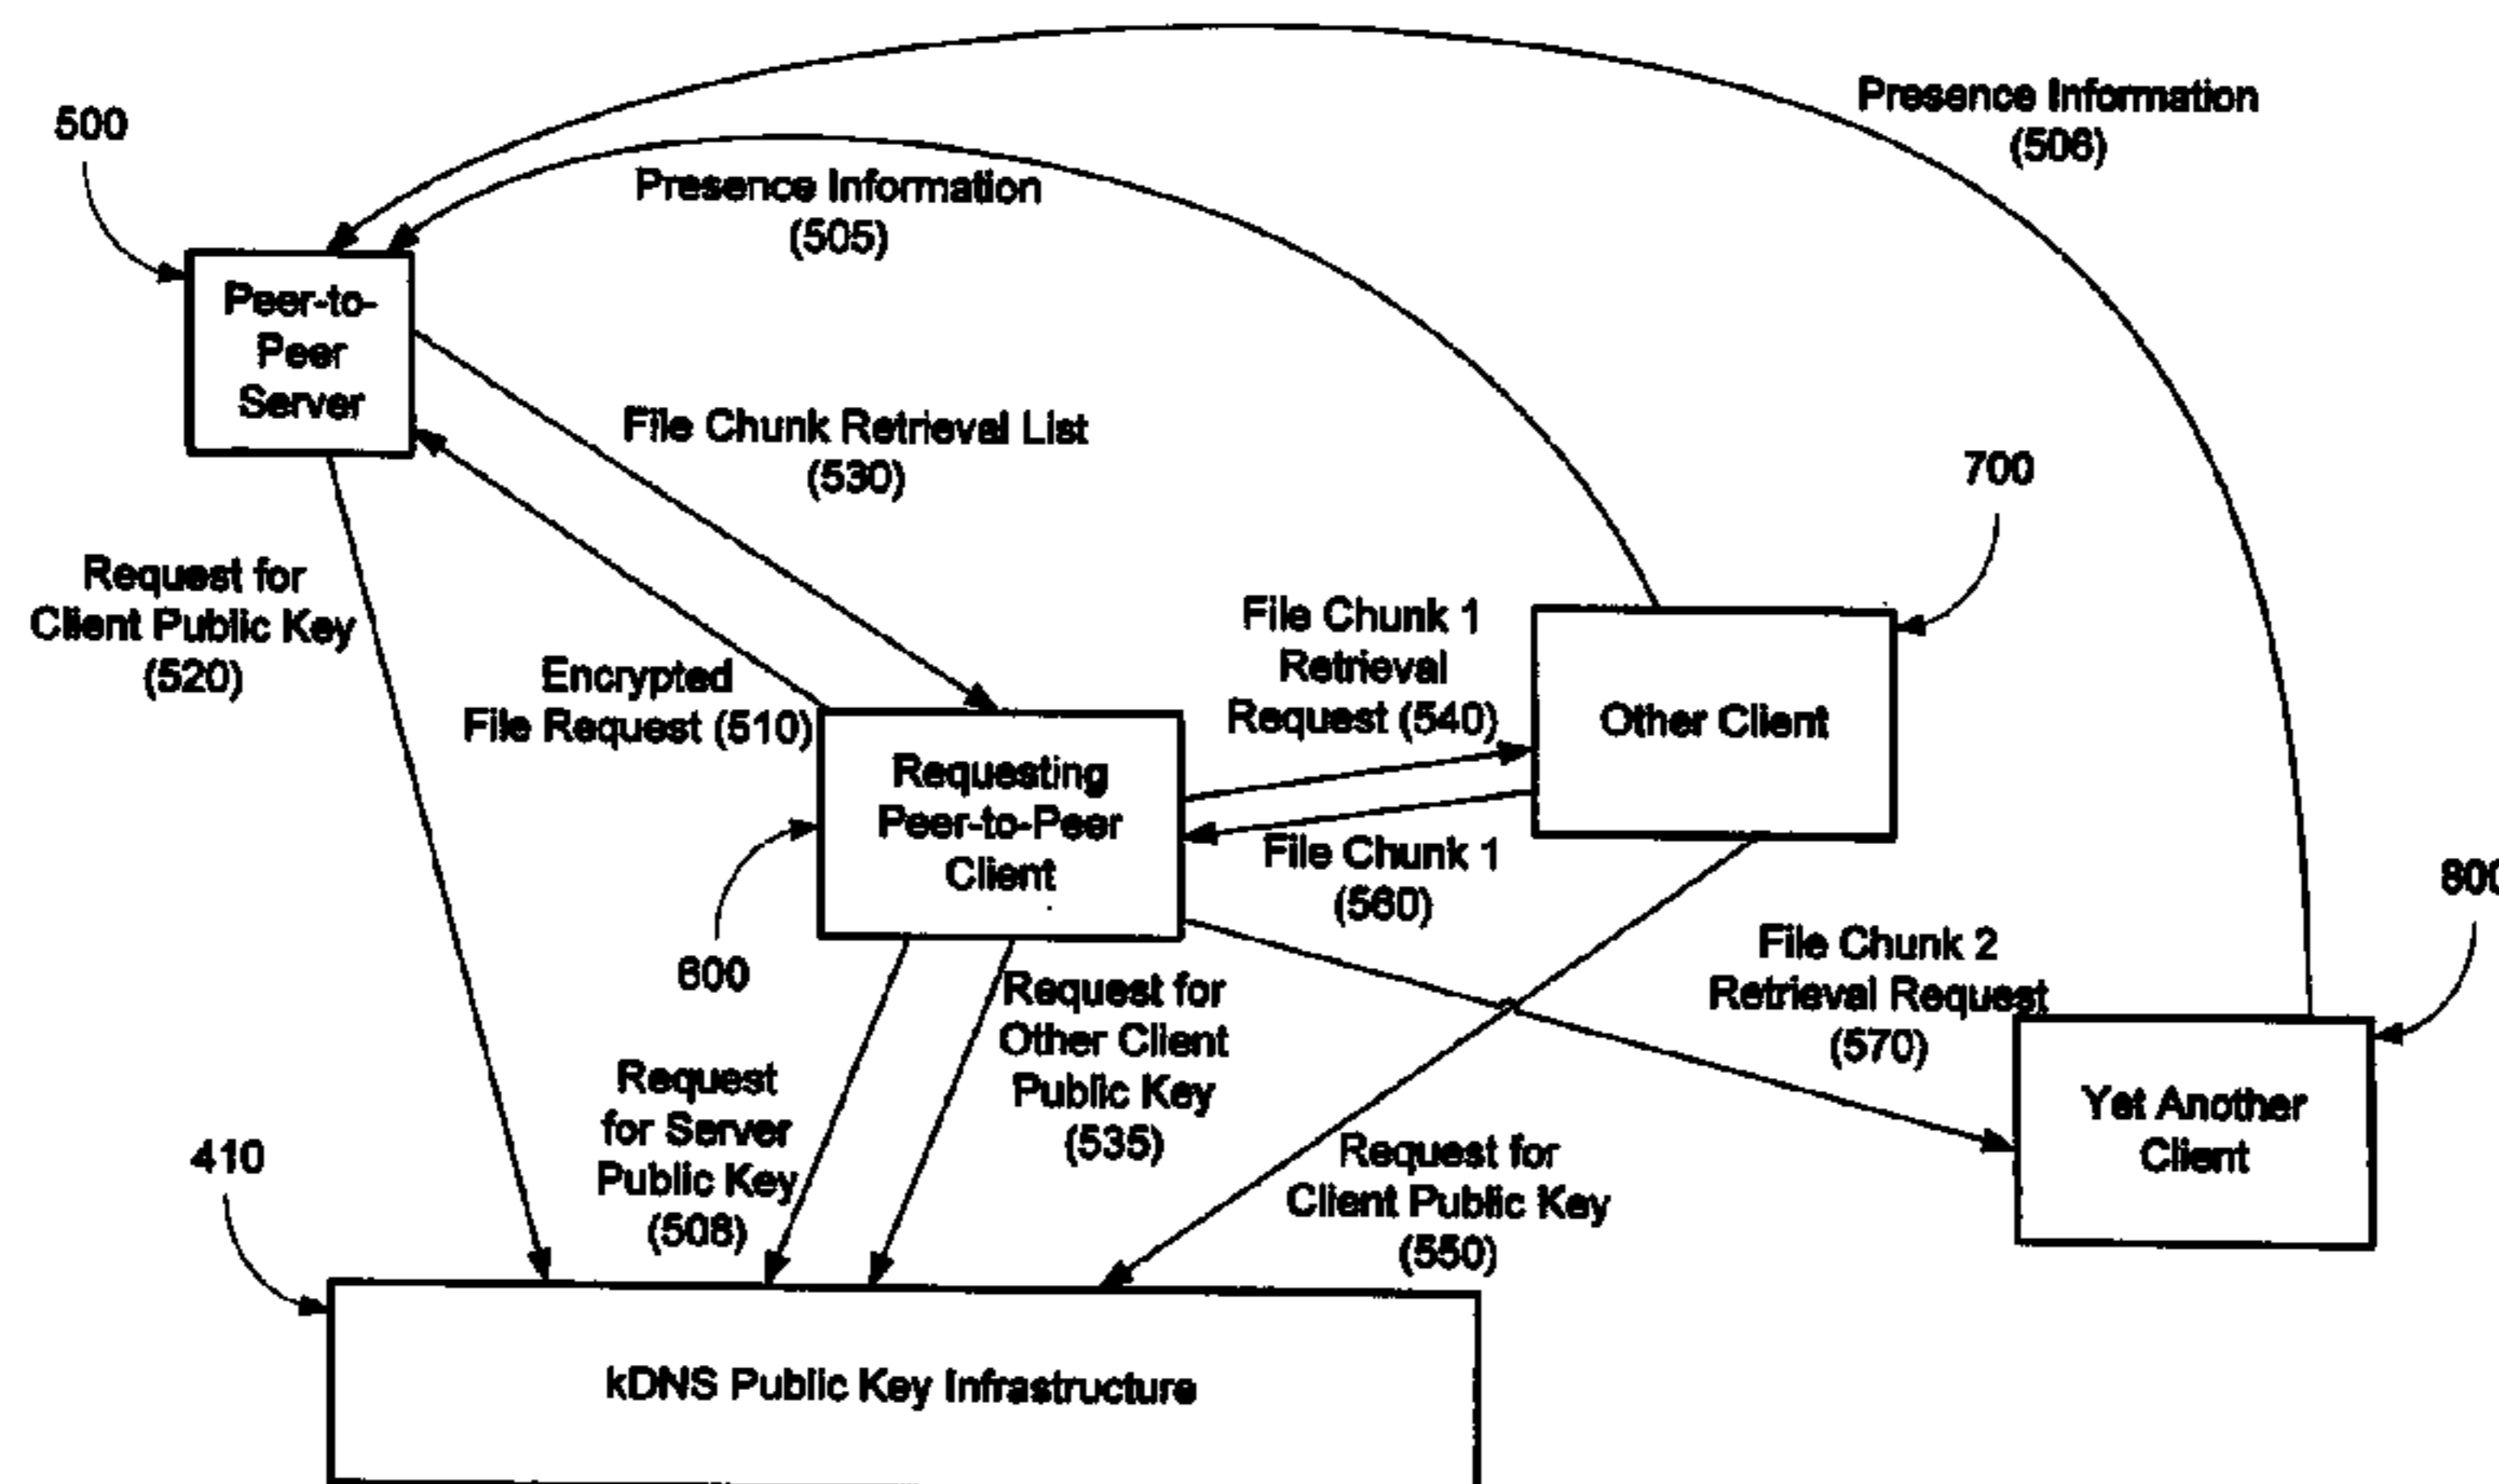 Presence Information
(506)
500
Presence Information
(505)
Peer-to-
Peer
Server
File Chunk Retrieval List
(530)
700
Request for
Client Public Key
(520)
Encrypted
File Request (510)
File Chunk 1
Retrieval
Request (540)
Other Client
Requesting
Peer-to-Peer
Client
File Chunk 1
(560)
600
800
File Chunk 2
Retrieval Request
(570)
Request for
Other Client
Public Key
(535)
Request
for Server
Public Key
(508)
Yet Another
Client
410
Request for
Client Public Key
(550)
kDNS Public Key Infrastructure